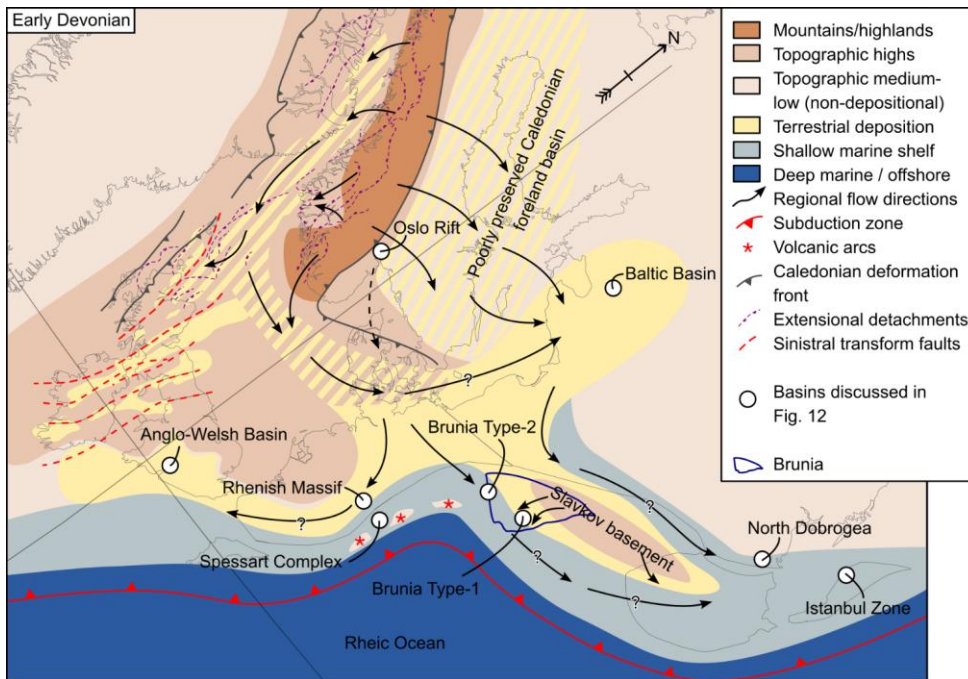 Early Devonian
N
Poorly preserved Caledonian
foreland basin
Oslo Rift
Baltic Basin
?
Anglo-Welsh Basin
Brunia Type-2
Rhenish Massif
?
Slavkov basement
?
Spessart Complex
North Dobrogea
Brunia Type-1
?
Istanbul Zone
Rheic Ocean
Mountains/highlands
Topographic highs
Topographic medium-
low (non-depositional)
Terrestrial deposition
Shallow marine shelf
Deep marine / offshore
Regional flow directions
Subduction zone
Volcanic arcs
Caledonian deformation
front
Extensional detachments
Sinistral transform faults
Basins discussed in
Fig. 12
Brunia